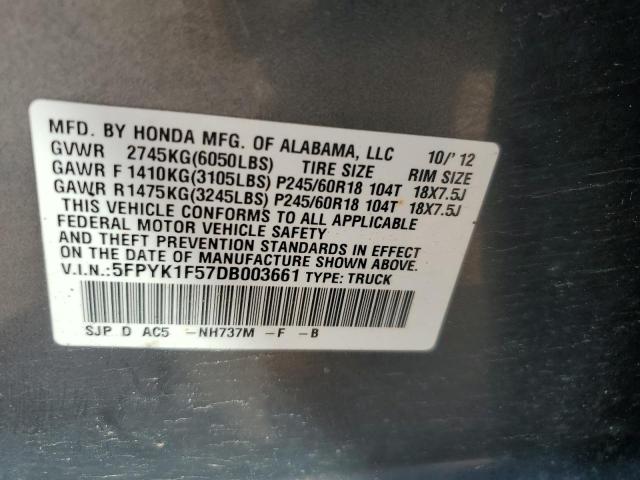 MFD. BY HONDA MFG. OF ALABAMA, LLC 10/'12
GVWR 2745KG(6050LBS) TIRE SIZE RIM SIZE
GAWR F 1410KG(3105LBS) P245/60R18 104T 18X7.5J
GAWR R1475KG(3245LBS) P245/60R18 104T 18X7.5J
THIS VEHICLE CONFORMS TO ALL APPLICABLE
FEDERAL MOTOR VEHICLE SAFETY
AND THEFT PREVENTION STANDARDS IN EFFECT
ON THE DATE OF MANUFACTURE SHOWN ABOVE.
V.I.N.:5FPYK1F57DB003661 TYPE: TRUCK
SJP D AC5 -NH737M -F -B